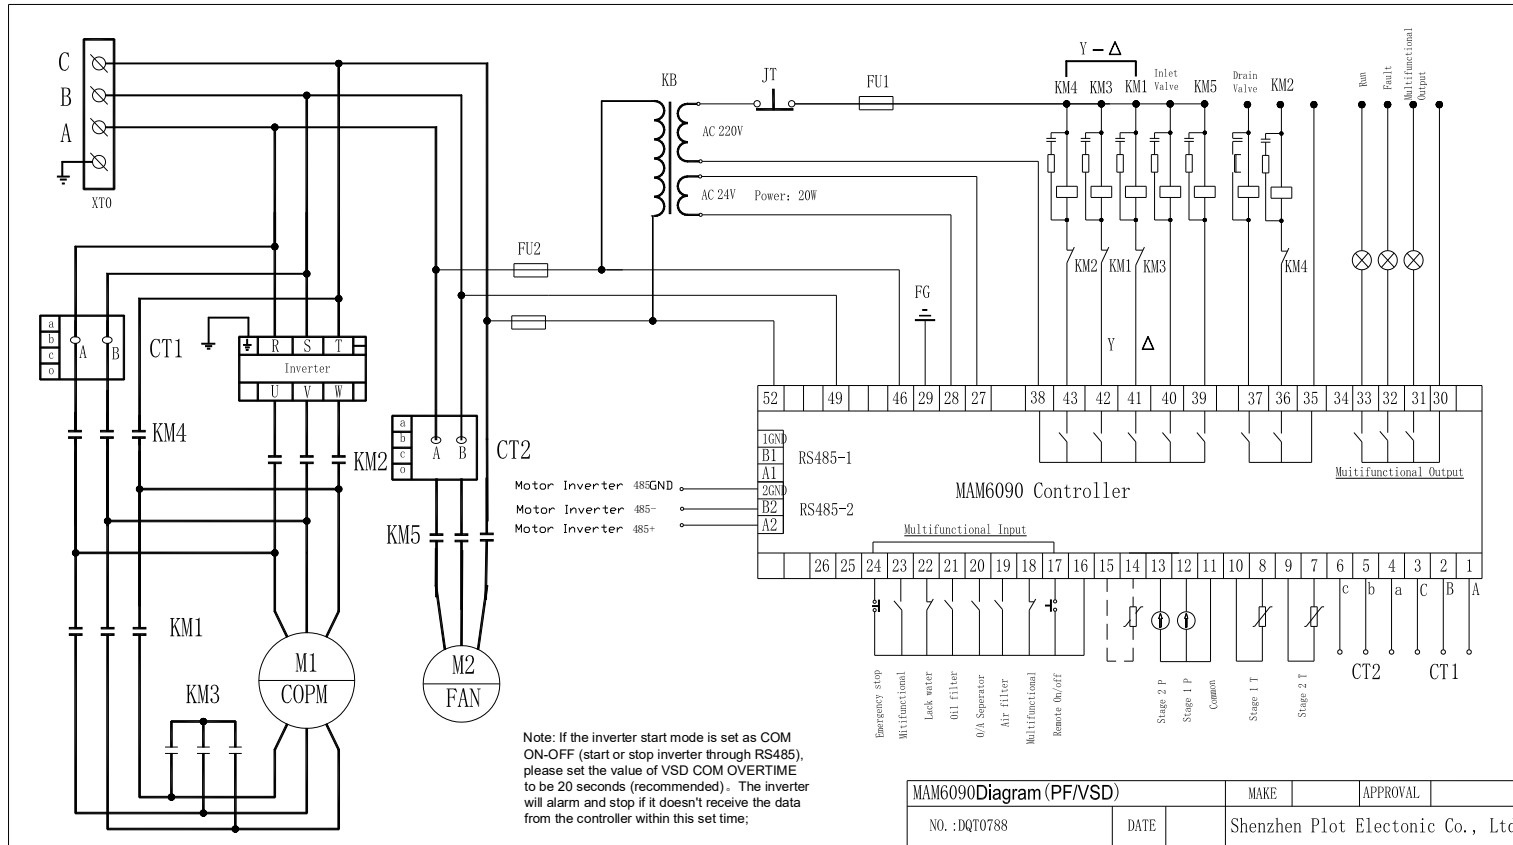 C
B
A
XT0
KB
JT
FU1
AC 220V
AC 24V
Power: 20W
Y – Δ
KM4
KM3
KM1
Inlet
Valve
KM5
Drain
Valve
KM2
Run
Fault
Multifunctional
Output
KM2
KM1
KM3
KM4
Y
Δ
FU2
FG
a
b
c
o
A
B
CT1
R
S
T
Inverter
U
V
W
KM4
KM2
a
b
c
o
A
B
CT2
KM5
KM1
KM3
M1
COPM
M2
FAN
52
49
46
29
28
27
38
43
42
41
40
39
37
36
35
34
33
32
31
30
1GND
B1
A1
2GND
B2
A2
RS485-1
RS485-2
Motor Inverter 485GND
Motor Inverter 485-
Motor Inverter 485+
MAM6090 Controller
Muitifunctional Output
Multifunctional Input
26
25
24
23
22
21
20
19
18
17
16
15
14
13
12
11
10
8
9
7
6
5
4
3
2
1
c
b
a
C
B
A
CT2
CT1
Emergency stop
Mitifunctional
Lack water
Oil filter
O/A Seperator
Air filter
Multifunctional
Remote On/off
Stage 2 P
Stage 1 P
Common
Stage 1 T
Stage 2 T
Note: If the inverter start mode is set as COM
ON-OFF (start or stop inverter through RS485),
please set the value of VSD COM OVERTIME
to be 20 seconds (recommended)。The inverter
will alarm and stop if it doesn't receive the data
from the controller within this set time;
MAM6090Diagram(PF/VSD)
MAKE
APPROVAL
NO.:DQT0788
DATE
Shenzhen Plot Electonic Co., Ltd